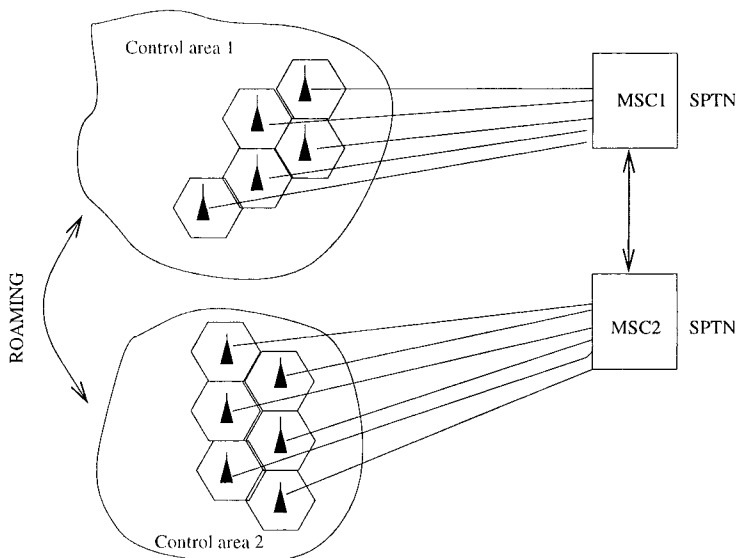 Control area 1
MSC1
SPTN
ROAMING
MSC2
SPTN
Control area 2